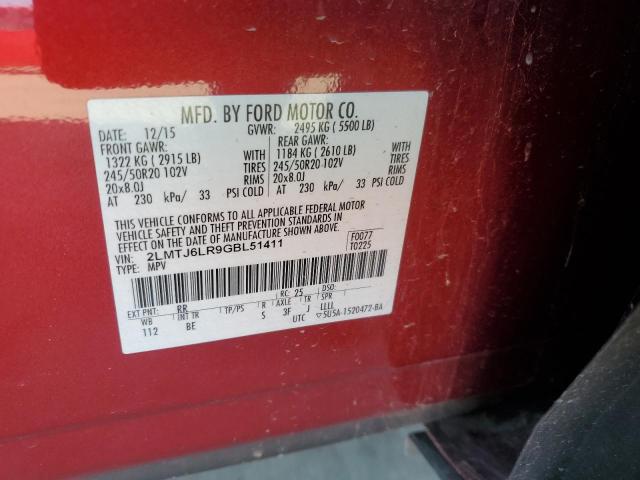 MFD. BY FORD MOTOR CO.
DATE: 12/15 GVWR: 2495 KG ( 5500 LB)
FRONT GAWR: REAR GAWR:
1322 KG ( 2915 LB) WITH 1184 KG ( 2610 LB) WITH
245/50R20 102V TIRES 245/50R20 102V TIRES
20x8.0J RIMS 20x8.0J RIMS
AT 230 kPa/ 33 PSI COLD AT 230 kPa/ 33 PSI COLD
THIS VEHICLE CONFORMS TO ALL APPLICABLE FEDERAL MOTOR
VEHICLE SAFETY AND THEFT PREVENTION STANDARDS IN
EFFECT ON THE DATE OF MANUFACTURE SHOWN ABOVE.
VIN: 2LMTJ6LR9GBL51411 F0077
TYPE: MPV T0225
RC: 25 DSO:
EXT PNT: RR R AXLE TR SPR
WB INT TR TP/PS S 3F J LLLL
112 BE UTC ▽5U5A-1520472-BA